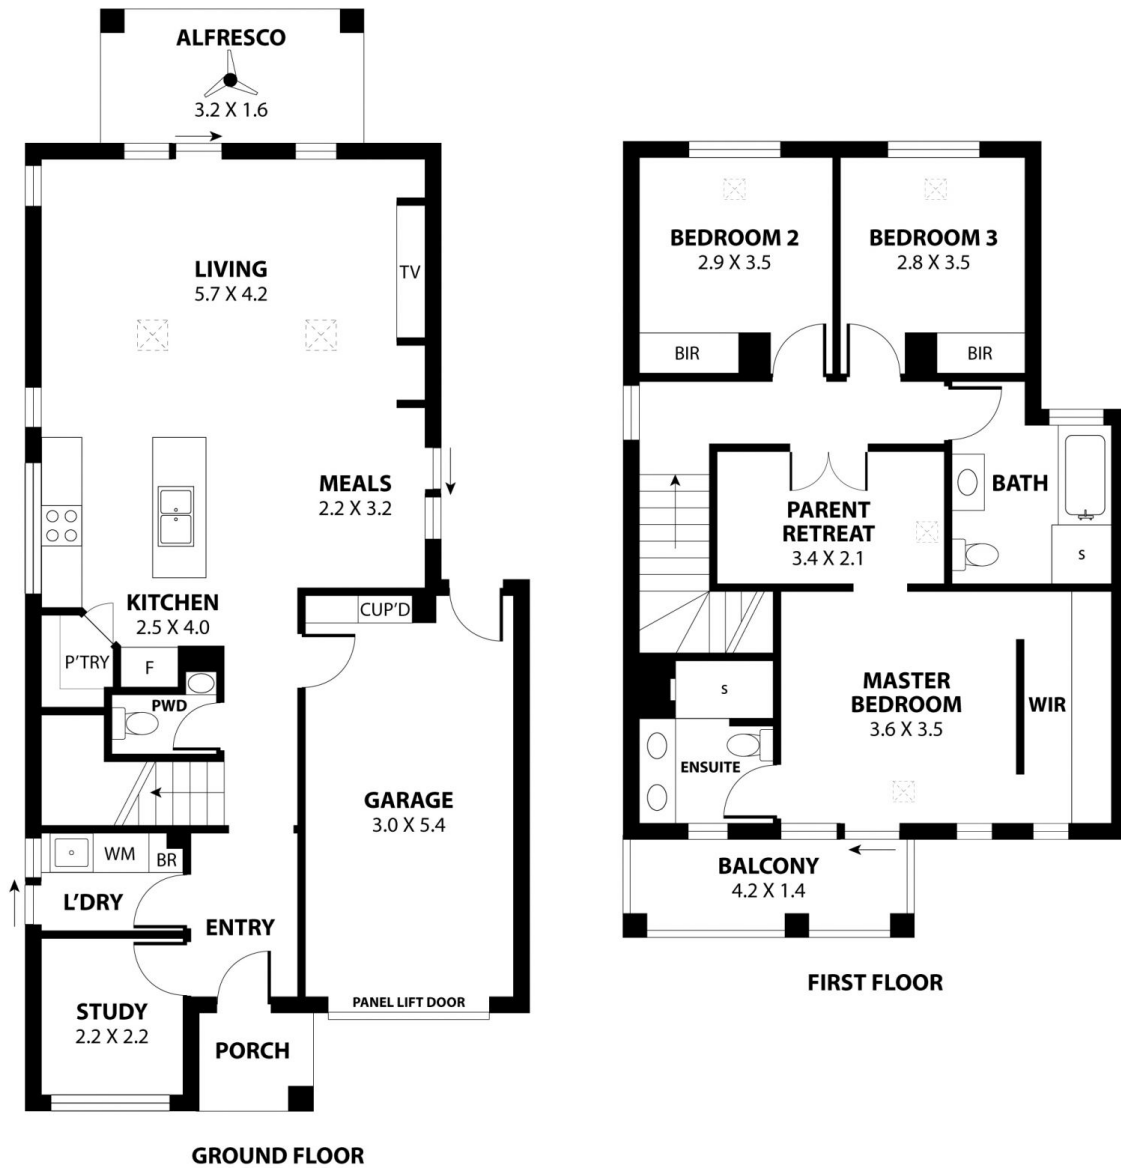 ALFRESCO
3.2 X 1.6
LIVING
5.7 X 4.2
TV
MEALS
2.2 X 3.2
KITCHEN
2.5 X 4.0
CUP'D
P'TRY
F
PWD
GARAGE
3.0 X 5.4
WM
BR
L'DRY
ENTRY
STUDY
2.2 X 2.2
PANEL LIFT DOOR
PORCH
GROUND FLOOR
BEDROOM 2
2.9 X 3.5
BEDROOM 3
2.8 X 3.5
BIR
BIR
BATH
PARENT
RETREAT
3.4 X 2.1
S
S
MASTER
BEDROOM
3.6 X 3.5
WIR
ENSUITE
BALCONY
4.2 X 1.4
FIRST FLOOR